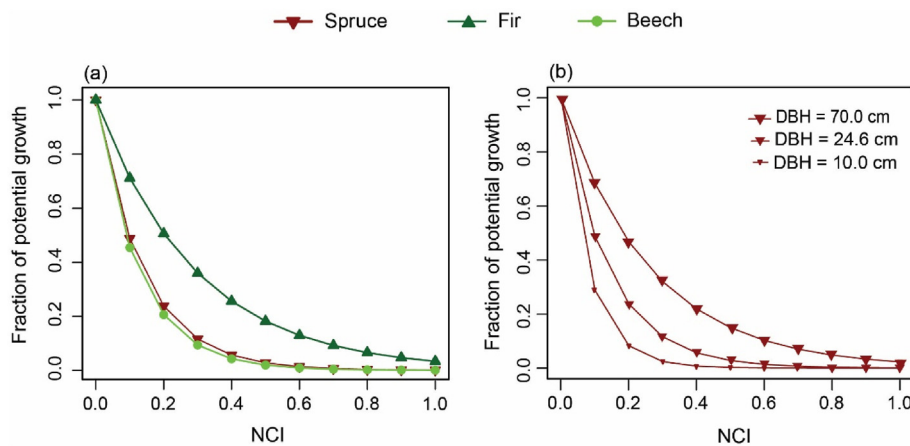 Spruce Fir Beech
(a)
Fraction of potential growth
1.0
0.8
0.6
0.4
0.2
0.0
0.0 0.2 0.4 0.6 0.8 1.0
NCI
(b)
DBH = 70.0 cm
DBH = 24.6 cm
DBH = 10.0 cm
Fraction of potential growth
1.0
0.8
0.6
0.4
0.2
0.0
0.0 0.2 0.4 0.6 0.8 1.0
NCI